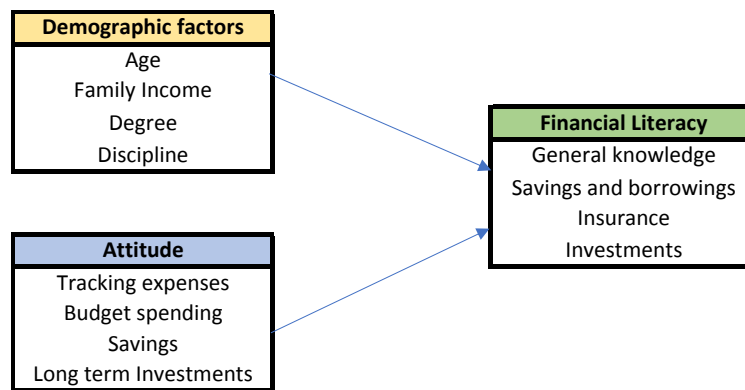 Demographic factors
Age
Family Income
Degree
Discipline
Attitude
Tracking expenses
Budget spending
Savings
Long term Investments
Financial Literacy
General knowledge
Savings and borrowings
Insurance
Investments